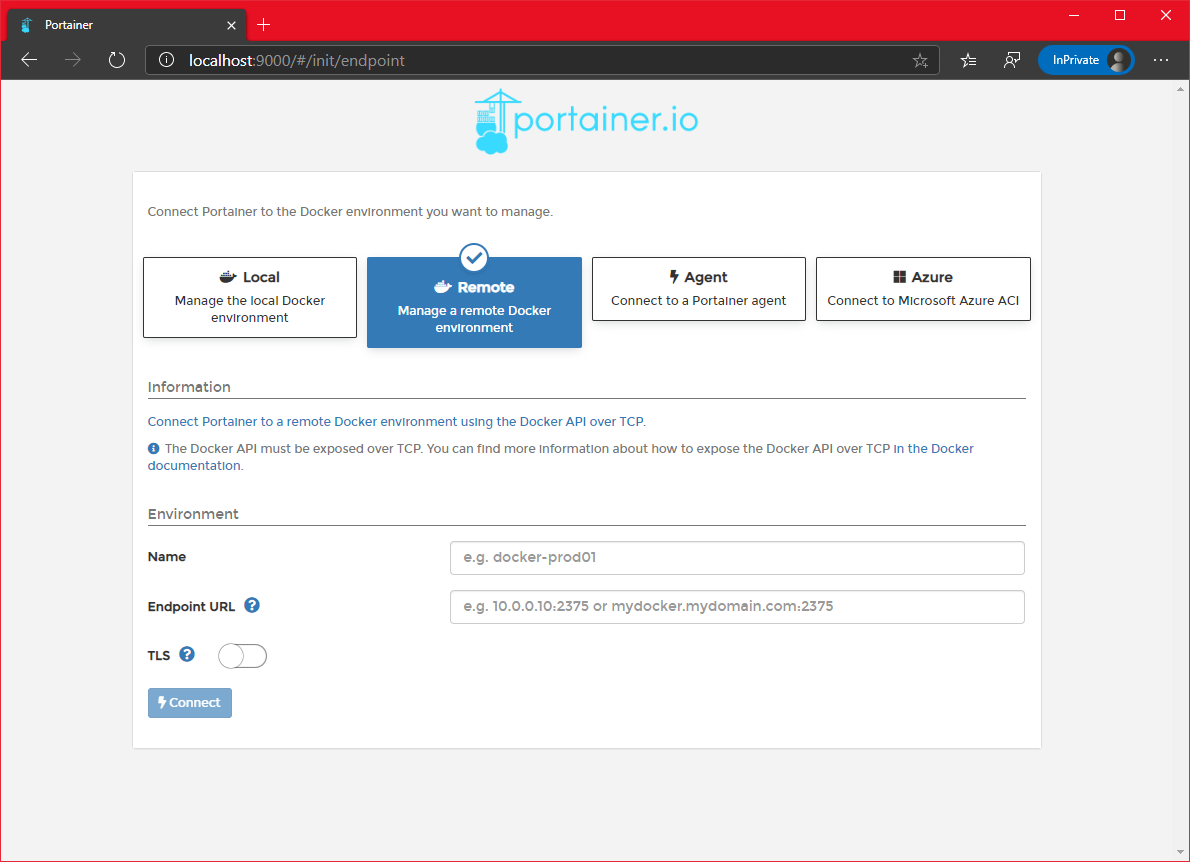 Portainer
localhost:9000/#/init/endpoint
InPrivate
portainer.io
Connect Portainer to the Docker environment you want to manage.
Local
Manage the local Docker
environment
Remote
Manage a remote Docker
environment
Agent
Connect to a Portainer agent
Azure
Connect to Microsoft Azure ACI
Information
Connect Portainer to a remote Docker environment using the Docker API over TCP.
The Docker API must be exposed over TCP. You can find more information about how to expose the Docker API over TCP in the Docker
documentation.
Environment
Name
e.g. docker-prod01
Endpoint URL
e.g. 10.0.0.10:2375 or mydocker.mydomain.com:2375
TLS
Connect